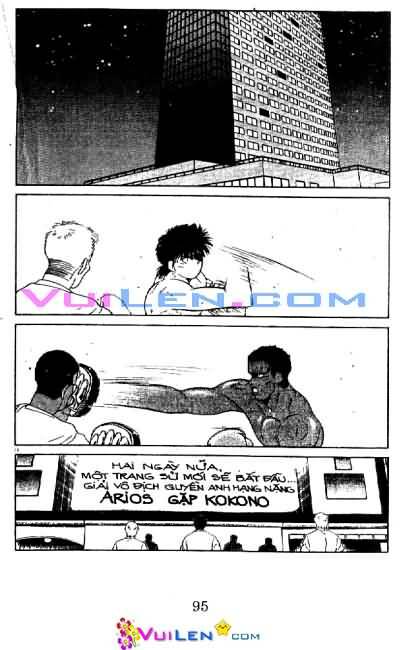 VuiLen.com
HAI NGÀY NỮA,
MỘT TRANG SỬ MỚI SẼ BẮT ĐẦU...
GIẢI VÔ ĐỊCH QUYỀN ANH HẠNG NẶNG
ARIOS GẶP KOKONO
95
VuiLen.com